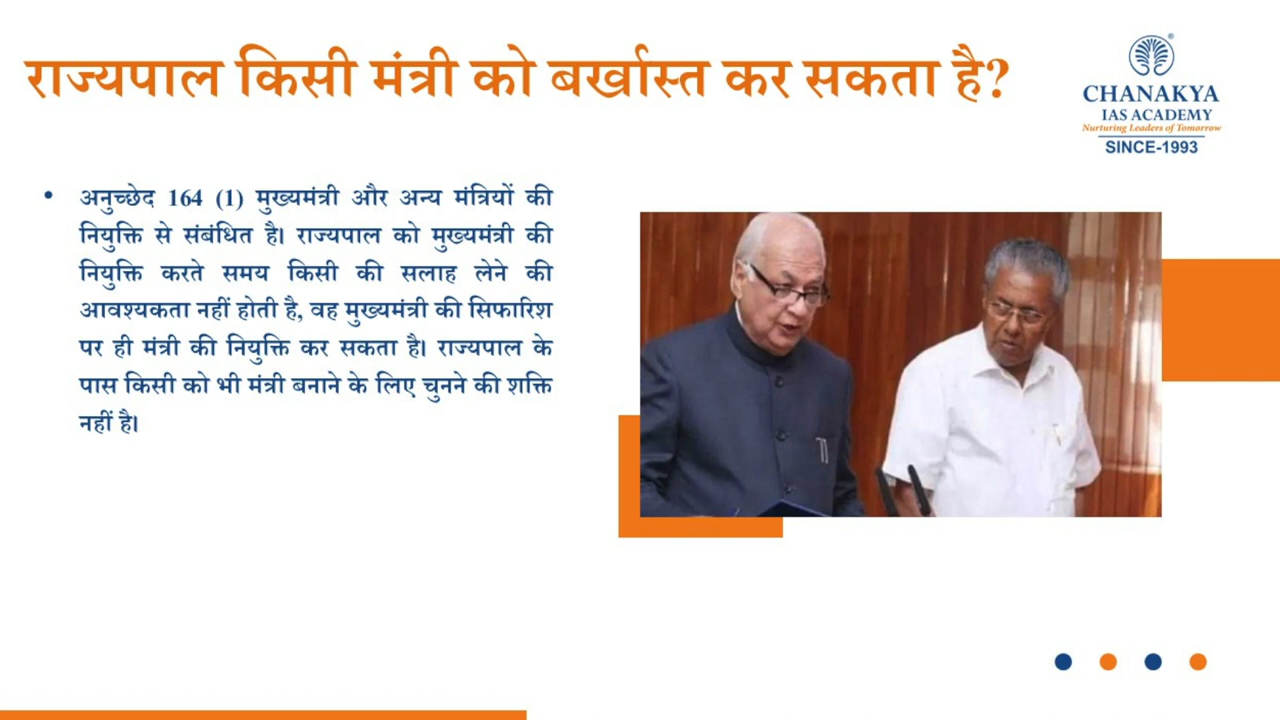 राज्यपाल किसी मंत्री को बर्खास्त कर सकता है?
®
CHANAKYA
IAS ACADEMY
Nurturing Leaders of Tomorrow
SINCE-1993
• अनुच्छेद 164 (1) मुख्यमंत्री और अन्य मंत्रियों की
नियुक्ति से संबंधित है। राज्यपाल को मुख्यमंत्री की
नियुक्ति करते समय किसी की सलाह लेने की
आवश्यकता नहीं होती है, वह मुख्यमंत्री की सिफारिश
पर ही मंत्री की नियुक्ति कर सकता है। राज्यपाल के
पास किसी को भी मंत्री बनाने के लिए चुनने की शक्ति
नहीं है।